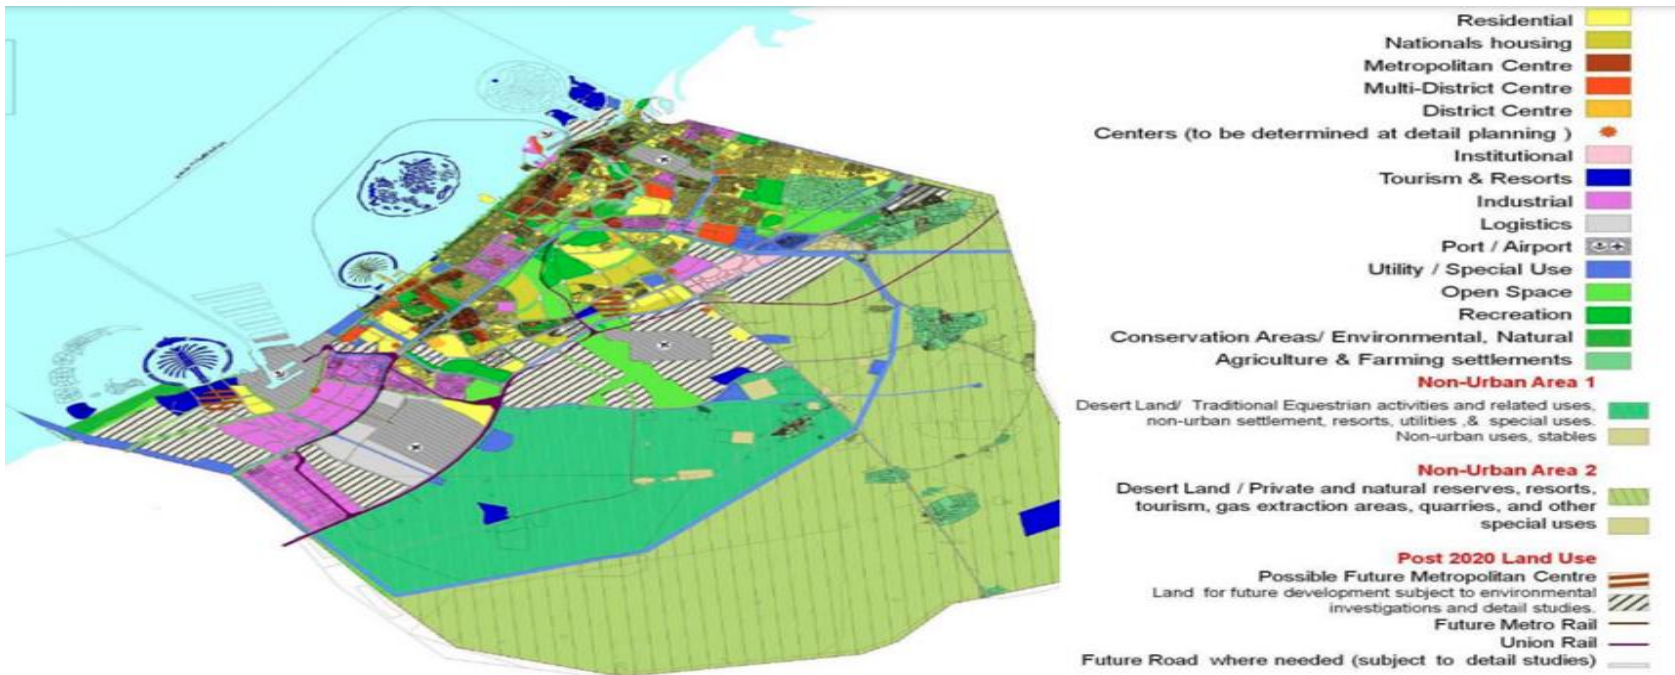 Residential
Nationals housing
Metropolitan Centre
Multi-District Centre
District Centre
Centers (to be determined at detail planning )
Institutional
Tourism & Resorts
Industrial
Logistics
Port / Airport
Utility / Special Use
Open Space
Recreation
Conservation Areas/ Environmental, Natural
Agriculture & Farming settlements
Non-Urban Area 1
Desert Land/ Traditional Equestrian activities and related uses,
non-urban settlement, resorts, utilities ,& special uses.
Non-urban uses, stables
Non-Urban Area 2
Desert Land / Private and natural reserves, resorts,
tourism, gas extraction areas, quarries, and other
special uses
Post 2020 Land Use
Possible Future Metropolitan Centre
Land for future development subject to environmental
investigations and detail studies.
Future Metro Rail
Union Rail
Future Road where needed (subject to detail studies)